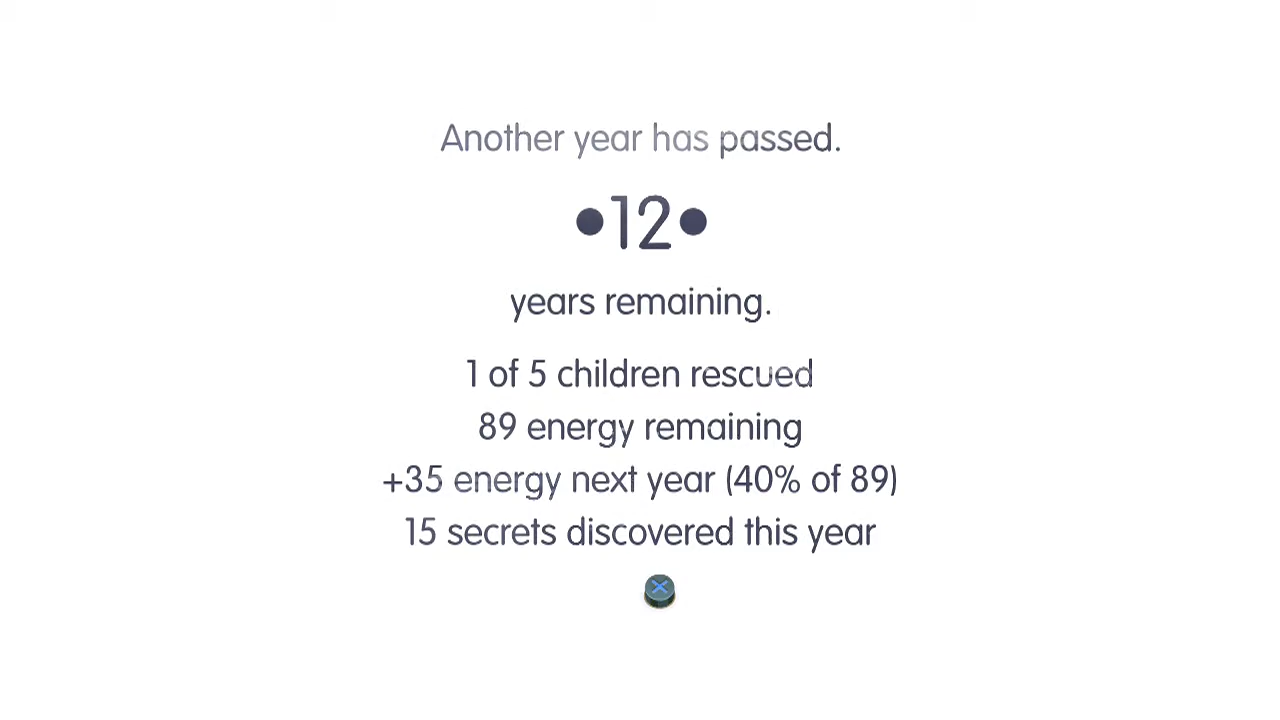 Another year has passed.
•12•
years remaining.
1 of 5 children rescued
89 energy remaining
+35 energy next year (40% of 89)
15 secrets discovered this year